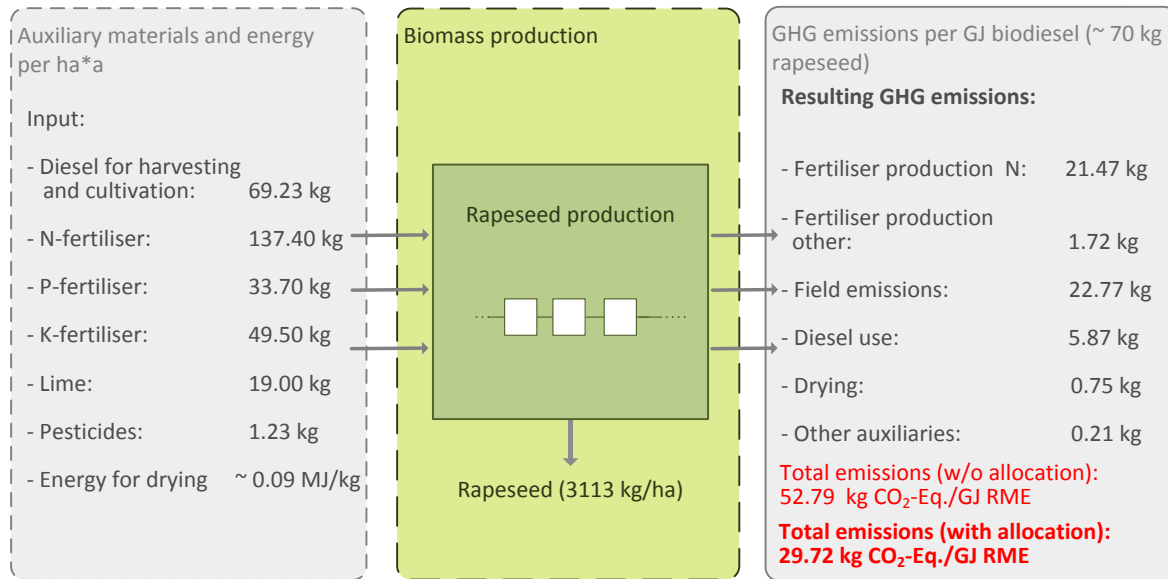 Auxiliary materials and energy
per ha*a
Input:
- Diesel for harvesting
and cultivation: 69.23 kg
- N-fertiliser: 137.40 kg
- P-fertiliser: 33.70 kg
- K-fertiliser: 49.50 kg
- Lime: 19.00 kg
- Pesticides: 1.23 kg
- Energy for drying ~ 0.09 MJ/kg
Biomass production
Rapeseed production
Rapeseed (3113 kg/ha)
GHG emissions per GJ biodiesel (~ 70 kg
rapeseed)
Resulting GHG emissions:
- Fertiliser production N: 21.47 kg
- Fertiliser production
other: 1.72 kg
- Field emissions: 22.77 kg
- Diesel use: 5.87 kg
- Drying: 0.75 kg
- Other auxiliaries: 0.21 kg
Total emissions (w/o allocation):
52.79 kg CO₂-Eq./GJ RME
Total emissions (with allocation):
29.72 kg CO₂-Eq./GJ RME